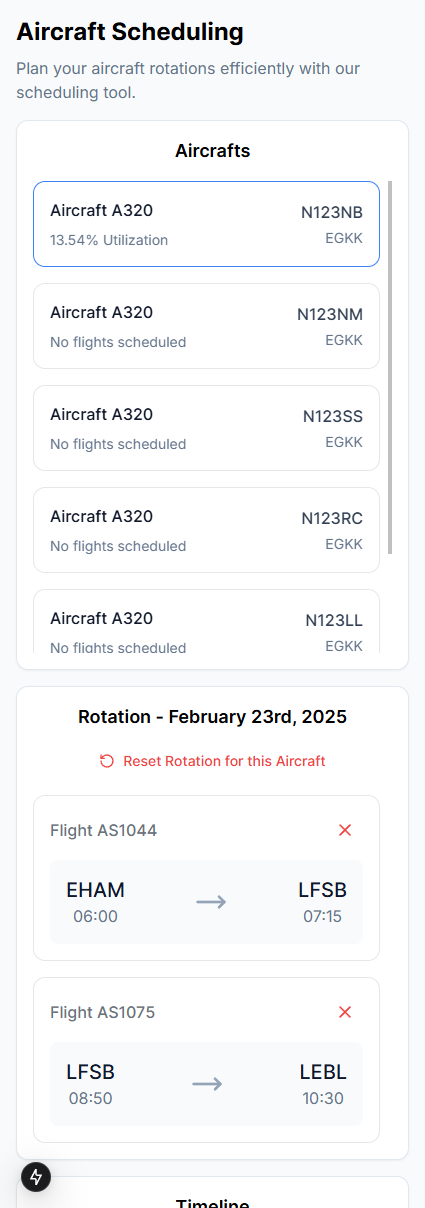 Aircraft Scheduling
Plan your aircraft rotations efficiently with our
scheduling tool.
Aircrafts
Aircraft A320
N123NB
13.54% Utilization
EGKK
Aircraft A320
N123NM
No flights scheduled
EGKK
Aircraft A320
N123SS
No flights scheduled
EGKK
Aircraft A320
N123RC
No flights scheduled
EGKK
Aircraft A320
N123LL
No flights scheduled
EGKK
Rotation - February 23rd, 2025
Reset Rotation for this Aircraft
Flight AS1044
EHAM
LFSB
06:00
07:15
Flight AS1075
LFSB
LEBL
08:50
10:30
Timeline